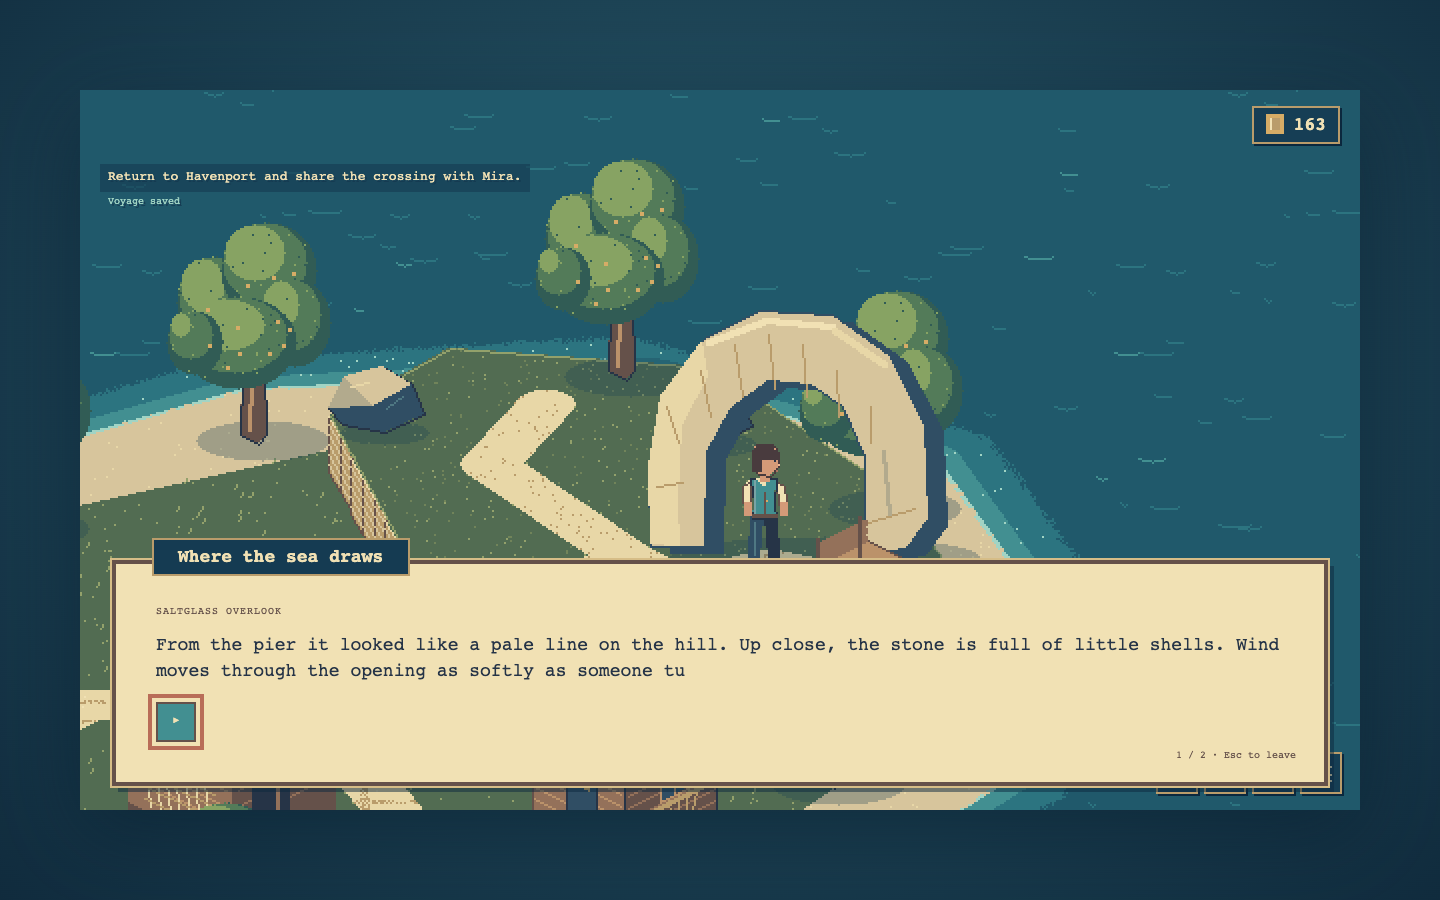 163
Return to Havenport and share the crossing with Mira.
Voyage saved
Where the sea draws
SALTGLASS OVERLOOK
From the pier it looked like a pale line on the hill. Up close, the stone is full of little shells. Wind
moves through the opening as softly as someone tu
1 / 2 · Esc to leave